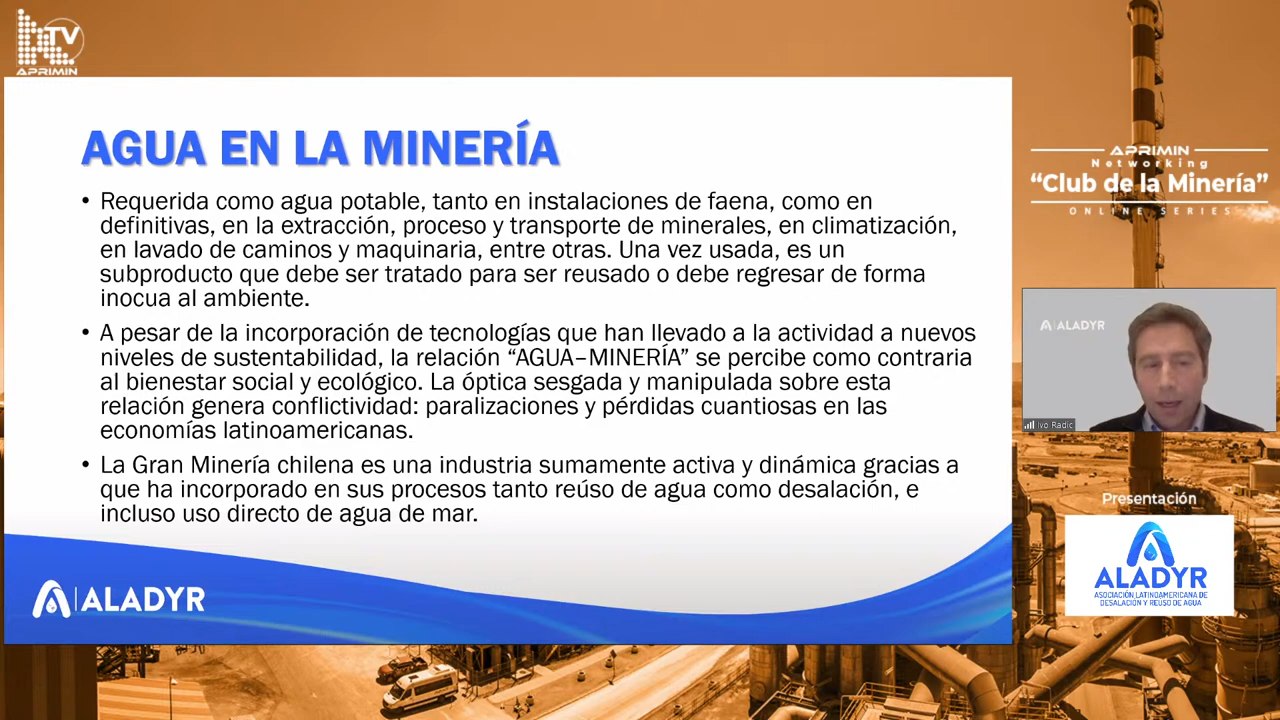 TV
APRIMIN
AGUA EN LA MINERÍA
• Requerida como agua potable, tanto en instalaciones de faena, como en
definitivas, en la extracción, proceso y transporte de minerales, en climatización,
en lavado de caminos y maquinaria, entre otras. Una vez usada, es un
subproducto que debe ser tratado para ser reusado o debe regresar de forma
inocua al ambiente.
• A pesar de la incorporación de tecnologías que han llevado a la actividad a nuevos
niveles de sustentabilidad, la relación “AGUA–MINERÍA” se percibe como contraria
al bienestar social y ecológico. La óptica sesgada y manipulada sobre esta
relación genera conflictividad: paralizaciones y pérdidas cuantiosas en las
economías latinoamericanas.
• La Gran Minería chilena es una industria sumamente activa y dinámica gracias a
que ha incorporado en sus procesos tanto reúso de agua como desalación, e
incluso uso directo de agua de mar.
ALADYR
APRIMIN
Networking
“Club de la Minería”
ONLINE SERIES
ALADYR
Ivo Radic
Presentación
ALADYR
ASOCIACIÓN LATINOAMERICANA DE
DESALACIÓN Y REUSO DE AGUA